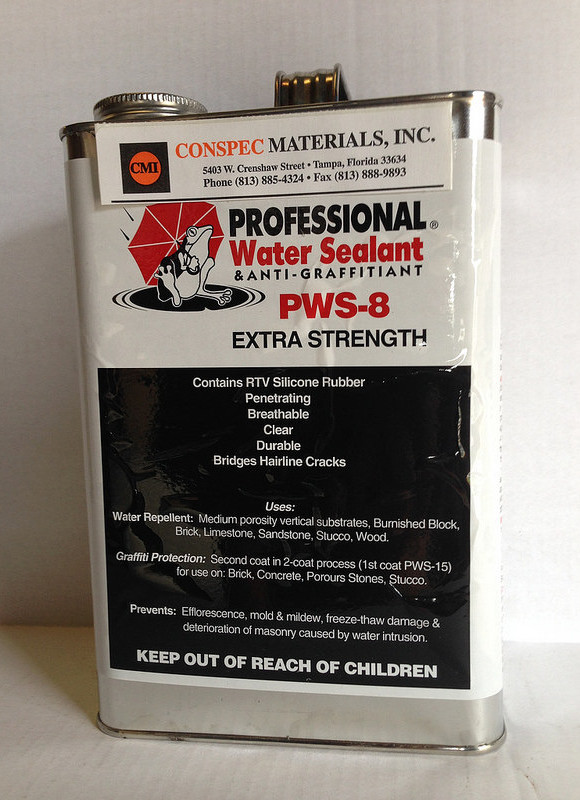 CMI
CONSPEC MATERIALS, INC.
5403 W. Crenshaw Street • Tampa, Florida 33634
Phone (813) 885-4324 • Fax (813) 888-9893
PROFESSIONAL®
Water Sealant
& ANTI-GRAFFITIANT
PWS-8
EXTRA STRENGTH
Contains RTV Silicone Rubber
Penetrating
Breathable
Clear
Durable
Bridges Hairline Cracks
Uses:
Water Repellent: Medium porosity vertical substrates, Burnished Block,
Brick, Limestone, Sandstone, Stucco, Wood.
Graffiti Protection: Second coat in 2-coat process (1st coat PWS-15)
for use on: Brick, Concrete, Porours Stones, Stucco.
Prevents: Efflorescence, mold & mildew, freeze-thaw damage &
deterioration of masonry caused by water intrusion.
KEEP OUT OF REACH OF CHILDREN